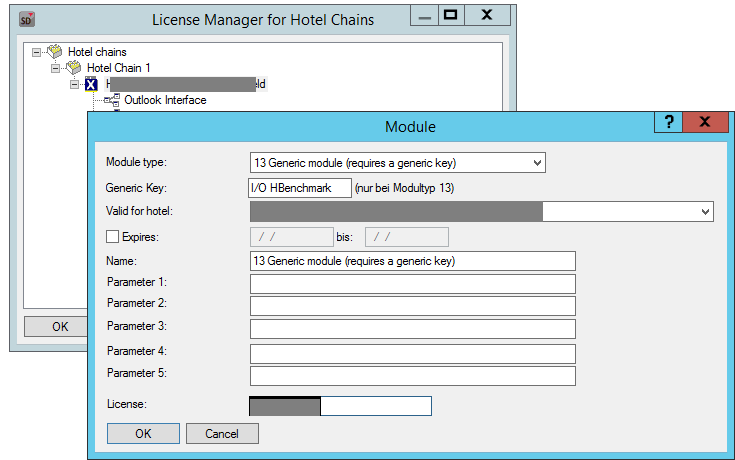 SD License Manager for Hotel Chains
Hotel chains
Hotel Chain 1
Outlook Interface
OK
Module
Module type: 13 Generic module (requires a generic key)
Generic Key: I/O HBenchmark (nur bei Modultyp 13)
Valid for hotel:
Expires: / / bis: / /
Name: 13 Generic module (requires a generic key)
Parameter 1:
Parameter 2:
Parameter 3:
Parameter 4:
Parameter 5:
License:
OK Cancel